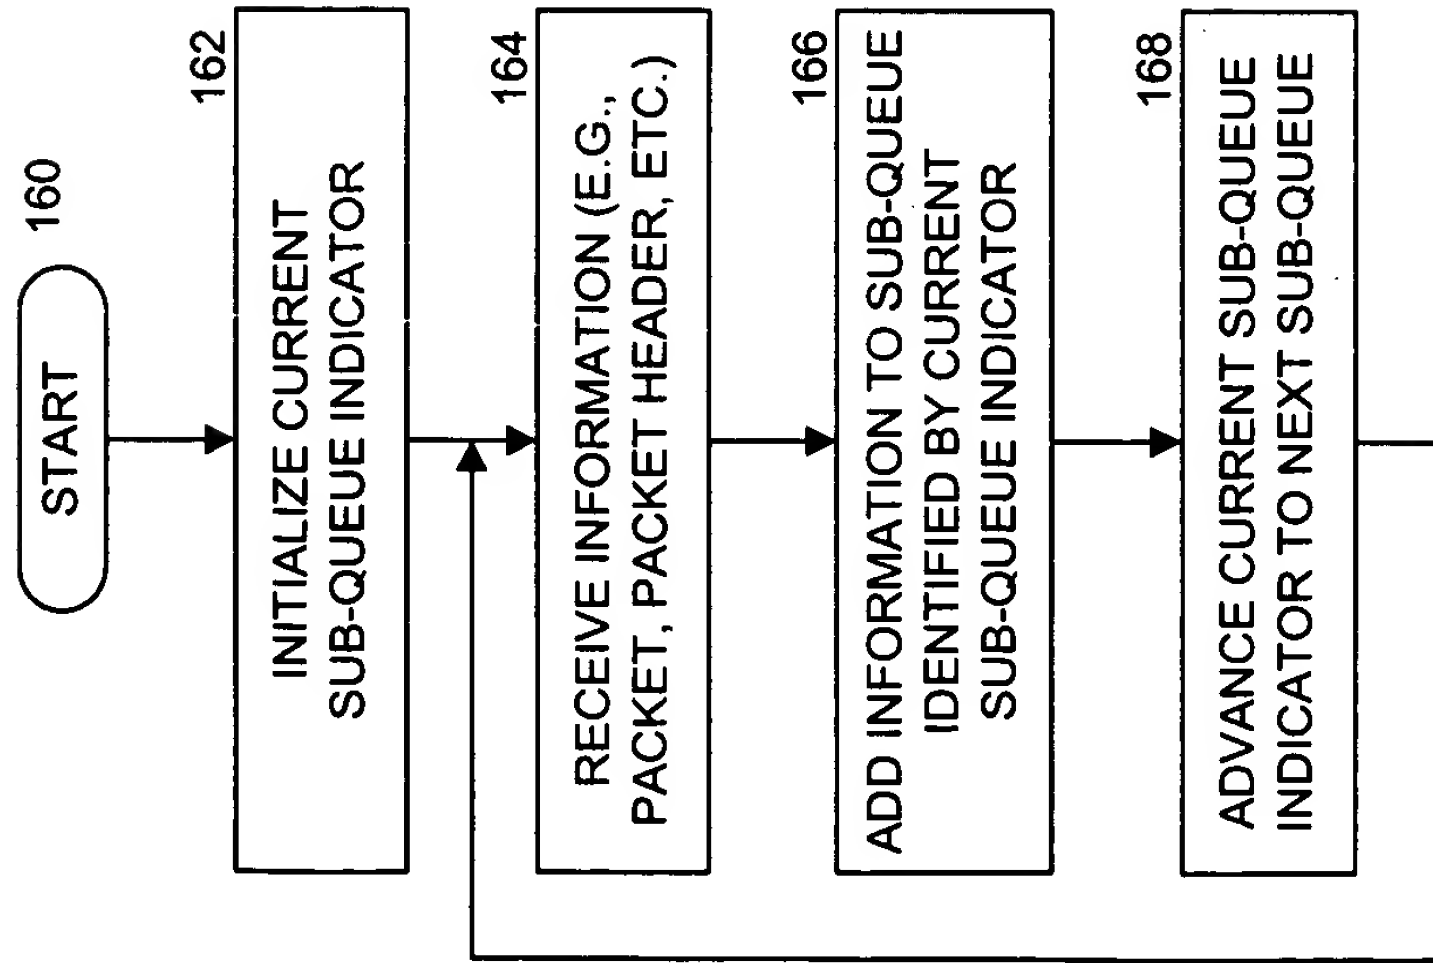 START
160
162
INITIALIZE CURRENT
SUB-QUEUE INDICATOR
164
RECEIVE INFORMATION (E.G.,
PACKET, PACKET HEADER, ETC.)
166
ADD INFORMATION TO SUB-QUEUE
IDENTIFIED BY CURRENT
SUB-QUEUE INDICATOR
168
ADVANCE CURRENT SUB-QUEUE
INDICATOR TO NEXT SUB-QUEUE